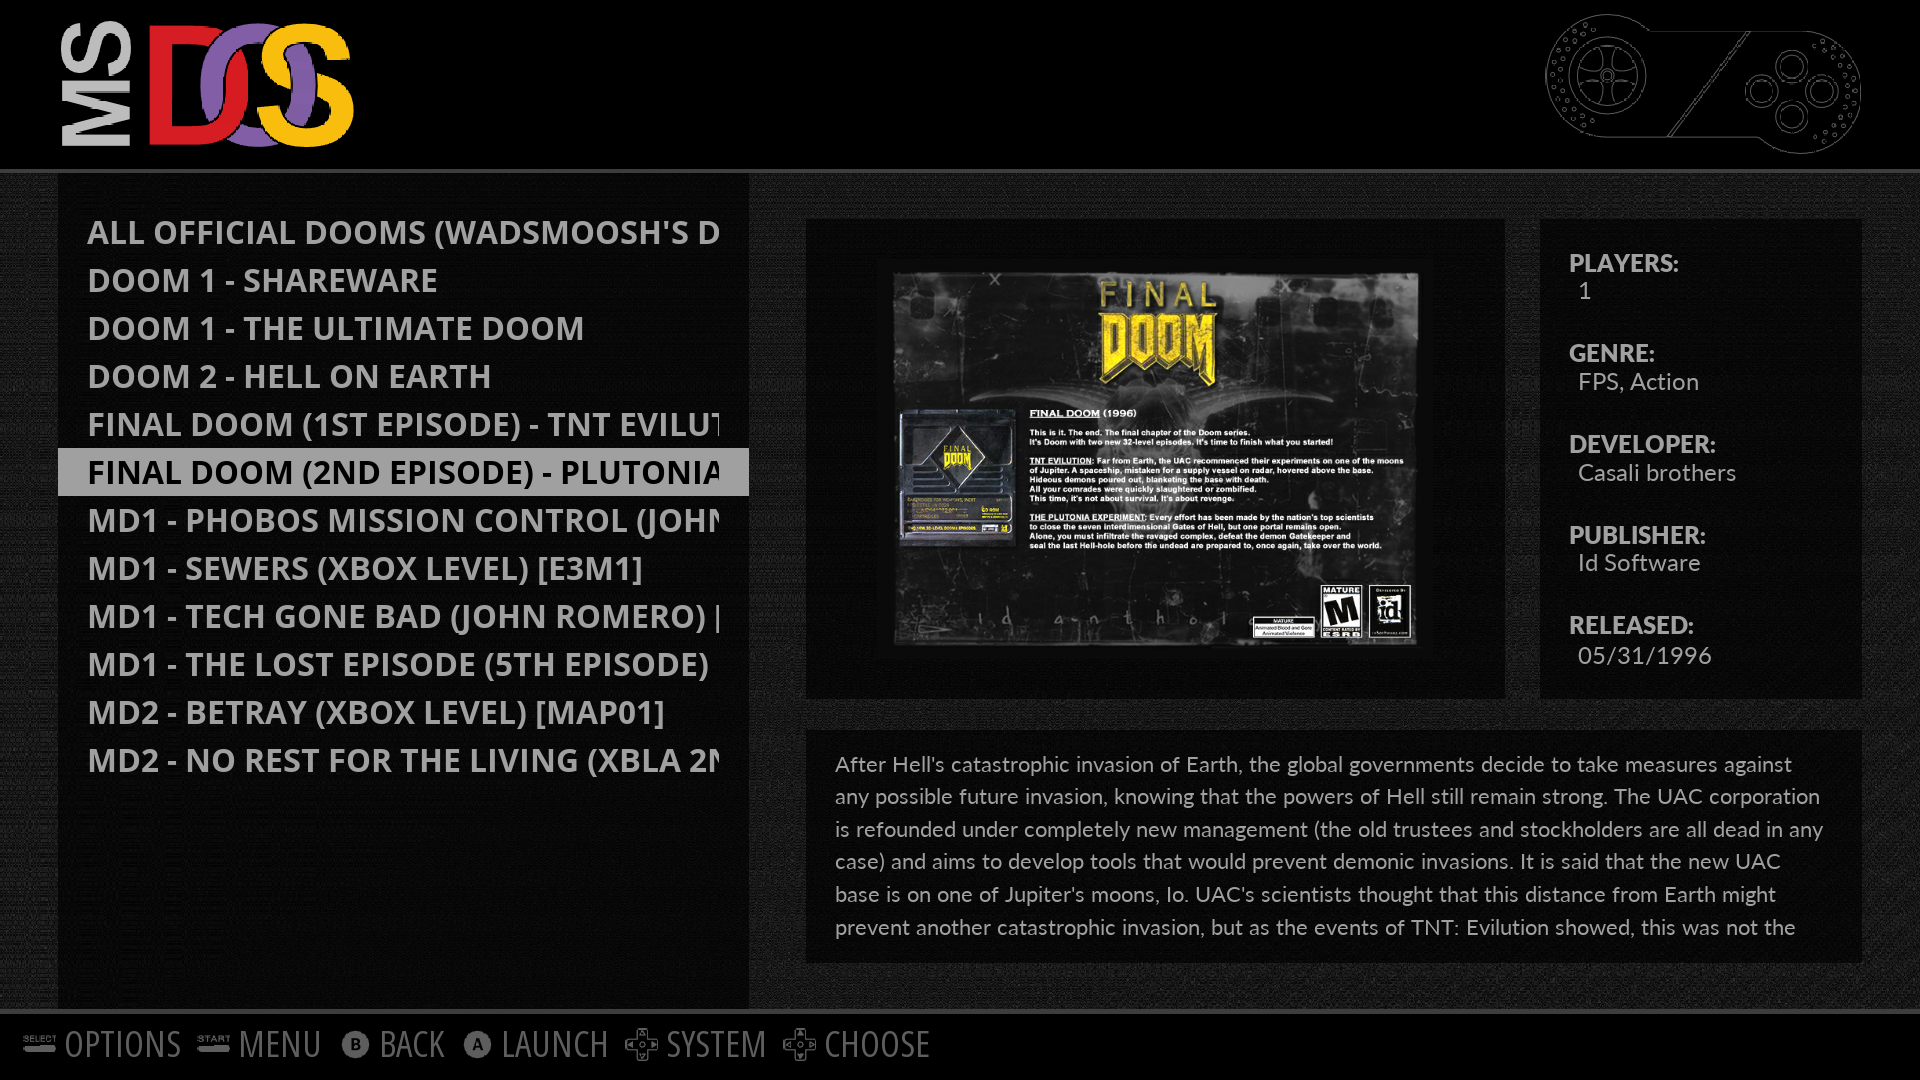 MS DOS
ALL OFFICIAL DOOMS (WADSMOOSH'S D
DOOM 1 - SHAREWARE
DOOM 1 - THE ULTIMATE DOOM
DOOM 2 - HELL ON EARTH
FINAL DOOM (1ST EPISODE) - TNT EVILUT
FINAL DOOM (2ND EPISODE) - PLUTONIA
MD1 - PHOBOS MISSION CONTROL (JOHN
MD1 - SEWERS (XBOX LEVEL) [E3M1]
MD1 - TECH GONE BAD (JOHN ROMERO) [
MD1 - THE LOST EPISODE (5TH EPISODE)
MD2 - BETRAY (XBOX LEVEL) [MAP01]
MD2 - NO REST FOR THE LIVING (XBLA 2N
FINAL
DOOM
FINAL DOOM (1996)
This is it. The end. The final chapter of the Doom series.
It's Doom with two new 32-level episodes. It's time to finish what you started!
TNT EVILUTION: Far from Earth, the UAC recommenced their experiments on one of the moons
of Jupiter. A spaceship, mistaken for a supply vessel on radar, hovered above the base.
Hideous demons poured out, blanketing the base with death.
All your comrades were quickly slaughtered or zombified.
This time, it's not about survival. It's about revenge.
THE PLUTONIA EXPERIMENT: Every effort has been made by the nation's top scientists
to close the seven interdimensional Gates of Hell, but one portal remains open.
Alone, you must infiltrate the ravaged complex, defeat the demon Gatekeeper and
seal the last Hell-hole before the undead are prepared to, once again, take over the world.
FINAL
DOOM
id anthol
MATURE
Animated Blood and Gore
Animated Violence
MATURE
M
CONTENT RATED BY
ESRB
DEVELOPED BY
id
PLAYERS:
1
GENRE:
FPS, Action
DEVELOPER:
Casali brothers
PUBLISHER:
Id Software
RELEASED:
05/31/1996
After Hell's catastrophic invasion of Earth, the global governments decide to take measures against
any possible future invasion, knowing that the powers of Hell still remain strong. The UAC corporation
is refounded under completely new management (the old trustees and stockholders are all dead in any
case) and aims to develop tools that would prevent demonic invasions. It is said that the new UAC
base is on one of Jupiter's moons, Io. UAC's scientists thought that this distance from Earth might
prevent another catastrophic invasion, but as the events of TNT: Evilution showed, this was not the
SELECT OPTIONS START MENU B BACK A LAUNCH SYSTEM CHOOSE